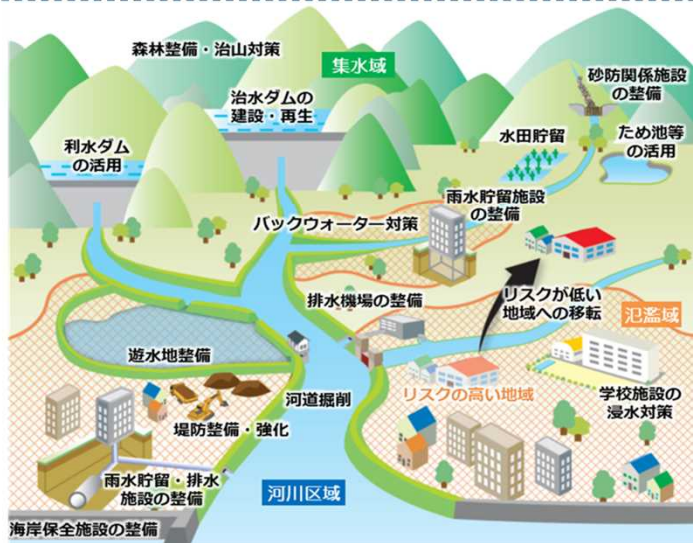 森林整備・治山対策
集水域
砂防関係施設
の整備
治水ダムの
建設・再生
水田貯留
ため池等
の活用
利水ダム
の活用
雨水貯留施設
の整備
バックウォーター対策
排水機場の整備
リスクが低い
地域への移転
氾濫域
遊水地整備
リスクの高い地域
学校施設の
浸水対策
河道掘削
堤防整備・強化
雨水貯留・排水
施設の整備
河川区域
海岸保全施設の整備